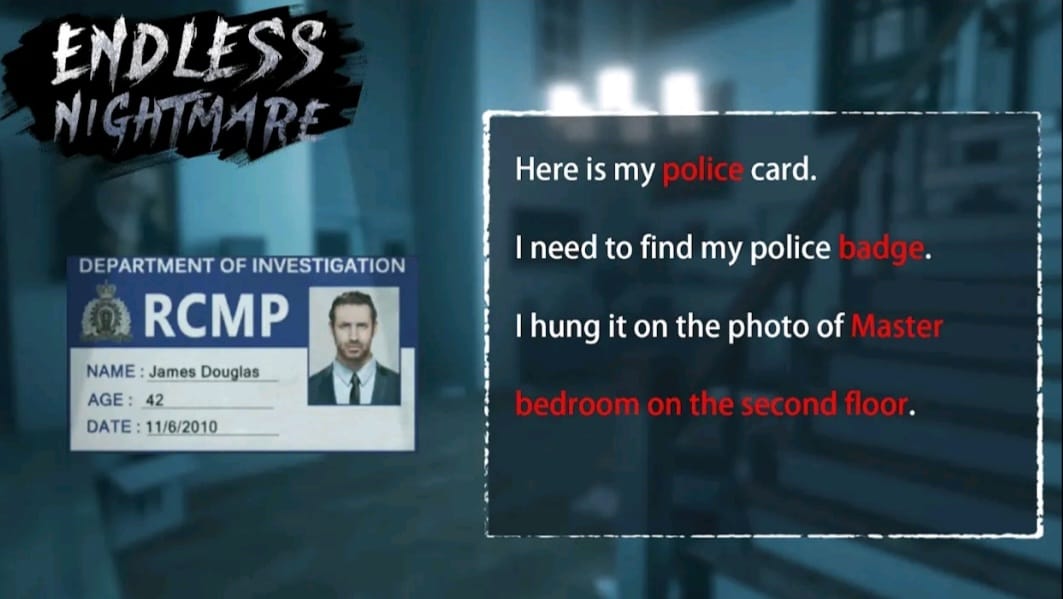 ENDLESS
NIGHTMARE
DEPARTMENT OF INVESTIGATION
RCMP
NAME : James Douglas
AGE : 42
DATE : 11/6/2010
Here is my police card.
I need to find my police badge.
I hung it on the photo of Master
bedroom on the second floor.